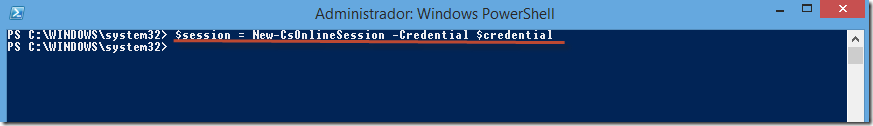 Administrador: Windows PowerShell
PS C:\WINDOWS\system32> $session = New-CsOnlineSession -Credential $credential
PS C:\WINDOWS\system32>